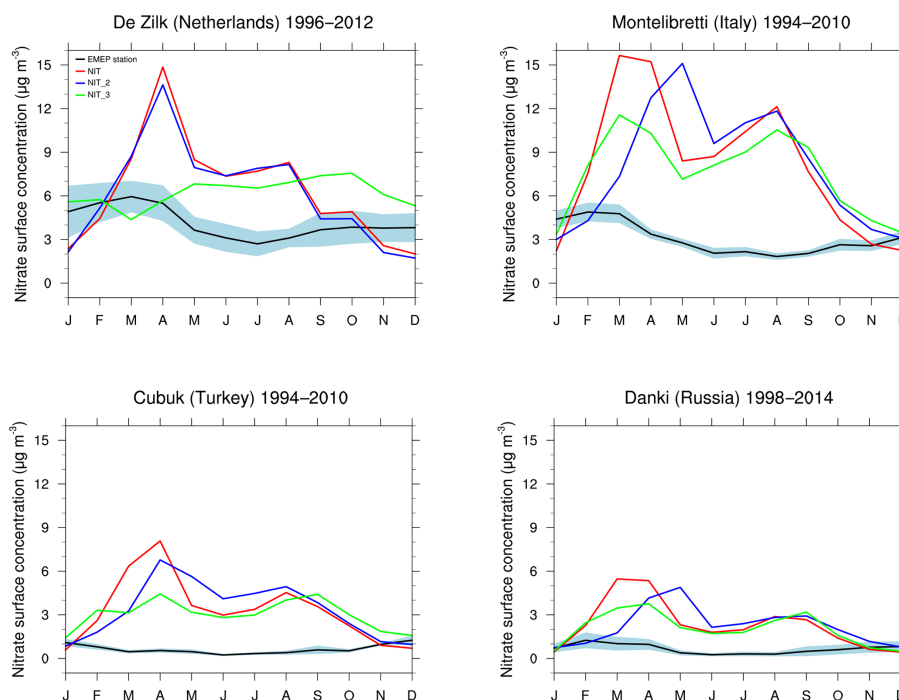 De Zilk (Netherlands) 1996–2012
Nitrate surface concentration (µg m⁻³)
15
12
9
6
3
0
EMEP station
NIT
NIT_2
NIT_3
J F M A M J J A S O N D
Montelibretti (Italy) 1994–2010
Nitrate surface concentration (µg m⁻³)
15
12
9
6
3
0
J F M A M J J A S O N D
Cubuk (Turkey) 1994–2010
Nitrate surface concentration (µg m⁻³)
15
12
9
6
3
0
J F M A M J J A S O N D
Danki (Russia) 1998–2014
Nitrate surface concentration (µg m⁻³)
15
12
9
6
3
0
J F M A M J J A S O N D